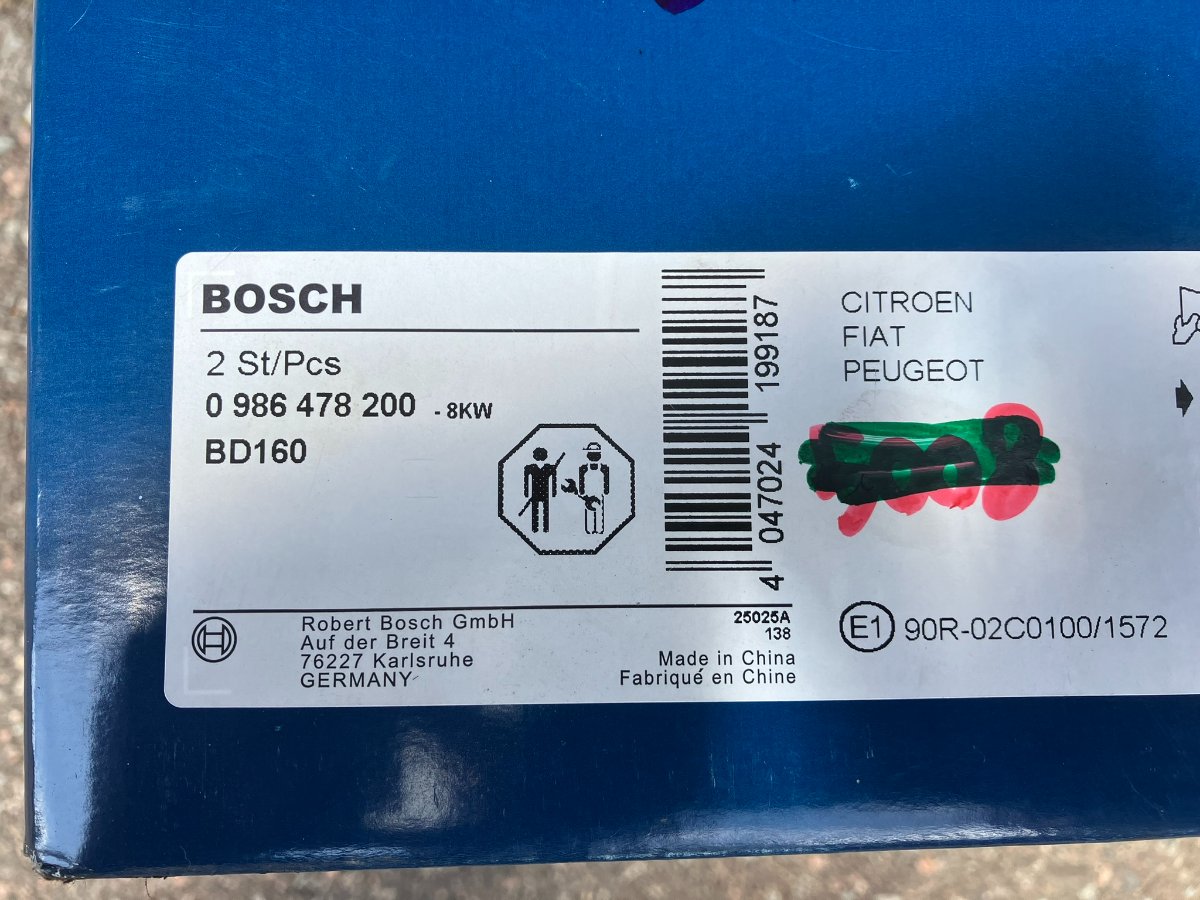 BOSCH
2 St/Pcs
0 986 478 200 - 8KW
BD160
4 047024 199187
CITROEN
FIAT
PEUGEOT
Robert Bosch GmbH
Auf der Breit 4
76227 Karlsruhe
GERMANY
25025A
138
Made in China
Fabriqué en Chine
E1 90R-02C0100/1572